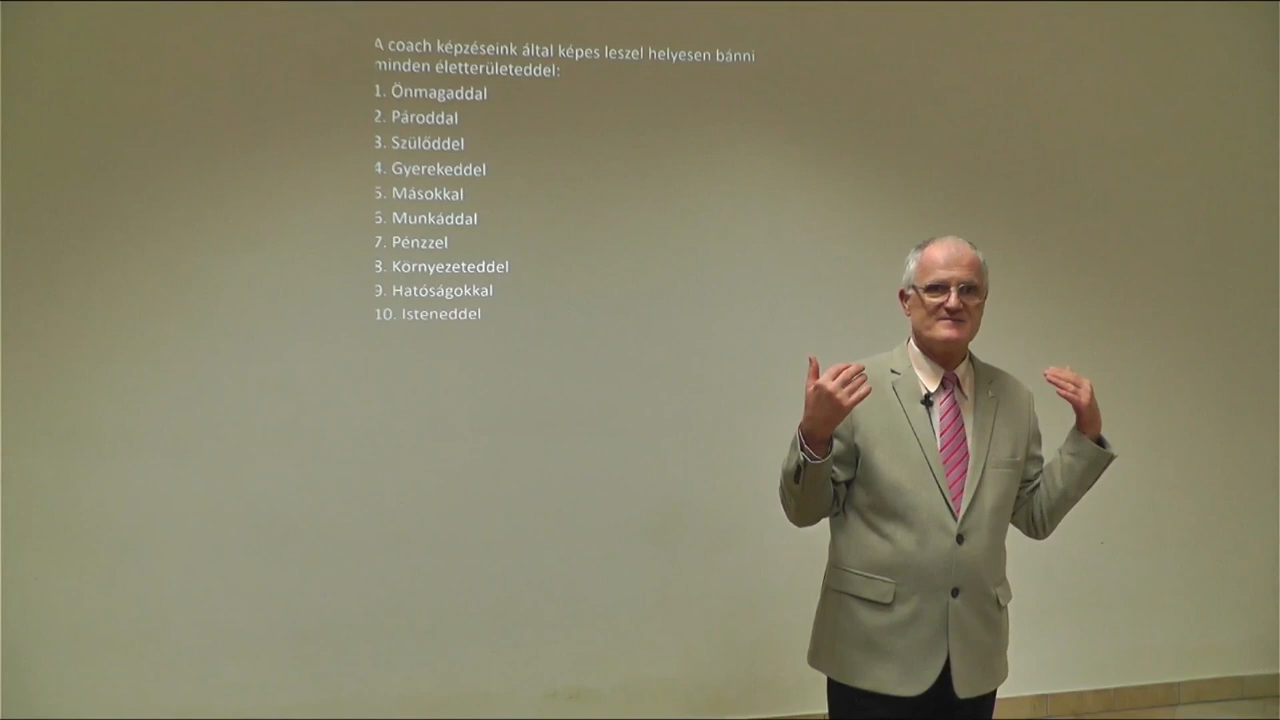 A coach képzéseink által képes leszel helyesen bánni
minden életterületeddel:
1. Önmagaddal
2. Pároddal
3. Szülőddel
4. Gyerekeddel
5. Másokkal
6. Munkáddal
7. Pénzzel
8. Környezeteddel
9. Hatóságokkal
10. Isteneddel